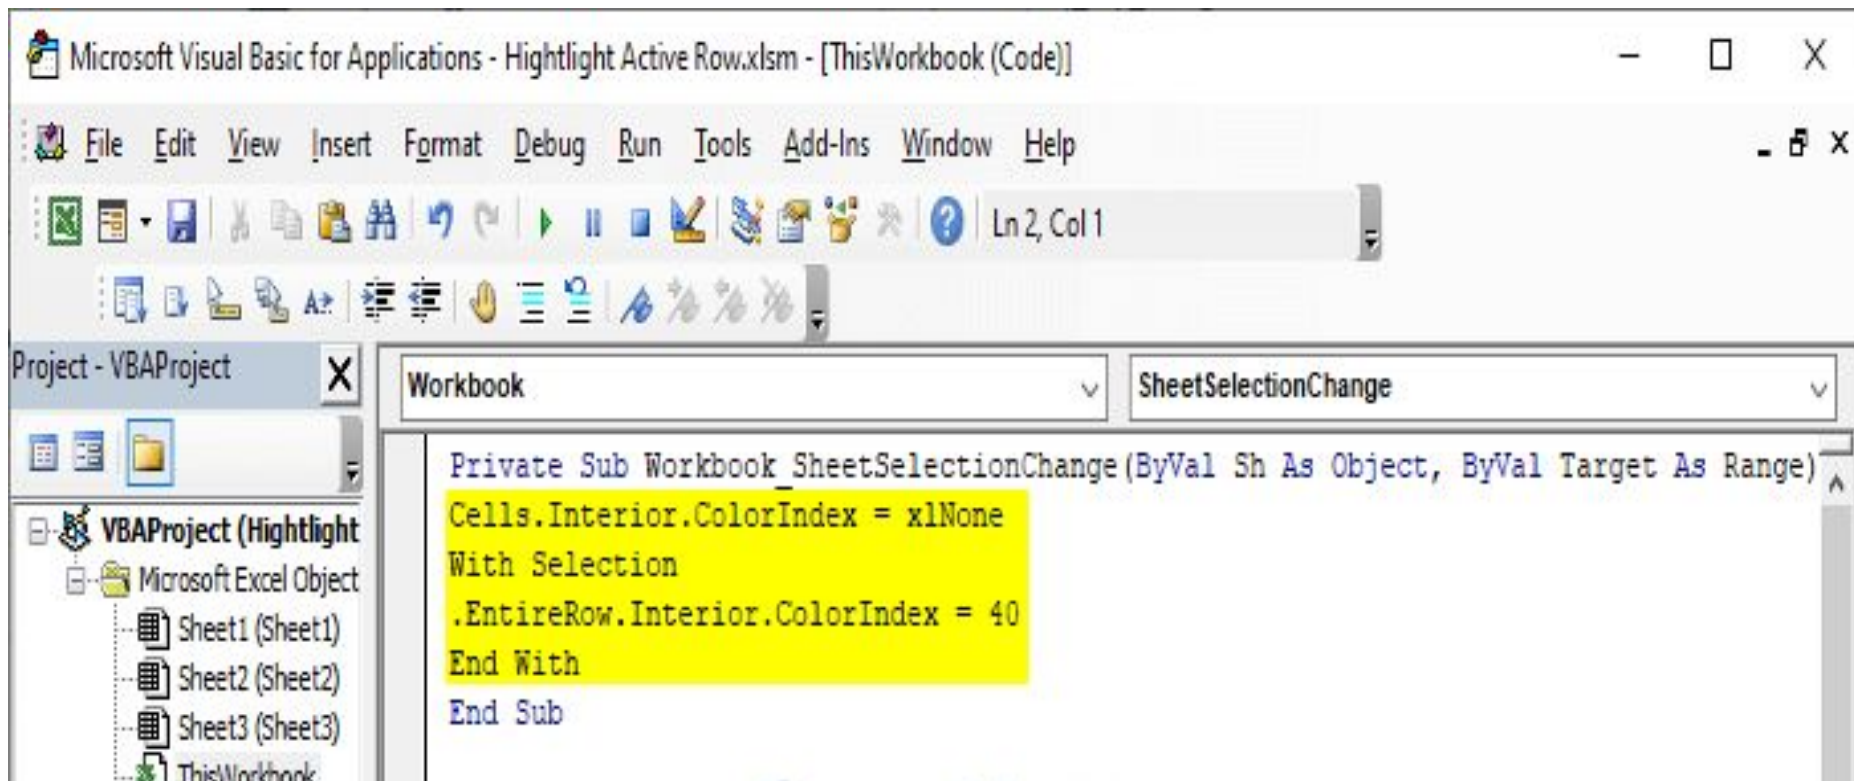 Microsoft Visual Basic for Applications - Hightlight Active Row.xlsm - [ThisWorkbook (Code)]
File Edit View Insert Format Debug Run Tools Add-Ins Window Help
Ln 2, Col 1
Project - VBAProject
Workbook
SheetSelectionChange
VBAProject (Hightlight
Microsoft Excel Object
Sheet1 (Sheet1)
Sheet2 (Sheet2)
Sheet3 (Sheet3)
ThisWorkbook
Private Sub Workbook_SheetSelectionChange(ByVal Sh As Object, ByVal Target As Range)
Cells.Interior.ColorIndex = xlNone
With Selection
.EntireRow.Interior.ColorIndex = 40
End With
End Sub